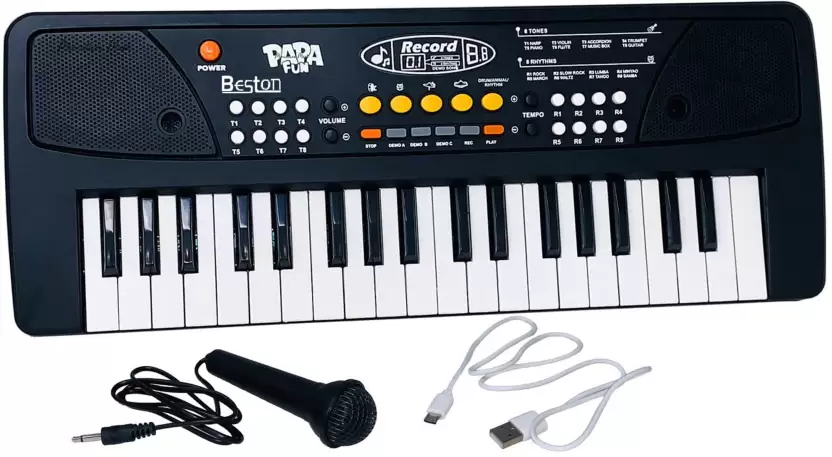 POWER
PAPA
FUN
Beston
T1 T2 T3 T4
T5 T6 T7 T8
VOLUME
Record
DEMO SONG
DRUM/ANIMAL/
RHYTHM
STOP DEMO A DEMO B DEMO C REC PLAY
TEMPO
8 TONES
T1 HARP T2 VIOLIN T3 ACCORDION T4 TRUMPET
T5 PIANO T6 FLUTE T7 MUSIC BOX T8 GUITAR
8 RHYTHMS
R1 ROCK R2 SLOW ROCK R3 LUMBA R4 MINYAO
R5 MARCH R6 WALTZ R7 TANGO R8 SAMBA
R1 R2 R3 R4
R5 R6 R7 R8